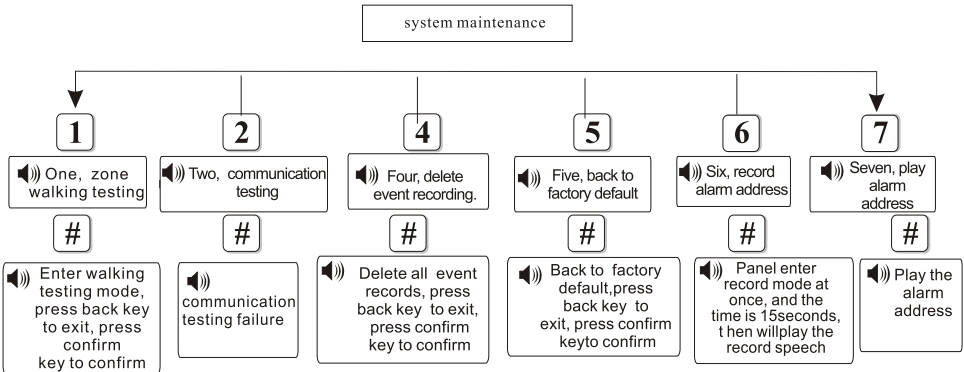 system maintenance
1
2
4
5
6
7
One, zone
walking testing
Two, communication
testing
Four, delete
event recording.
Five, back to
factory default
Six, record
alarm address
Seven, play
alarm
address
#
#
#
#
#
#
Enter walking
testing mode,
press back key
to exit, press
confirm
key to confirm
communication
testing failure
Delete all event
records, press
back key to exit,
press confirm
key to confirm
Back to factory
default,press
back key to
exit, press confirm
keyto confirm
Panel enter
record mode at
once, and the
time is 15seconds,
t hen willplay the
record speech
Play the
alarm
address